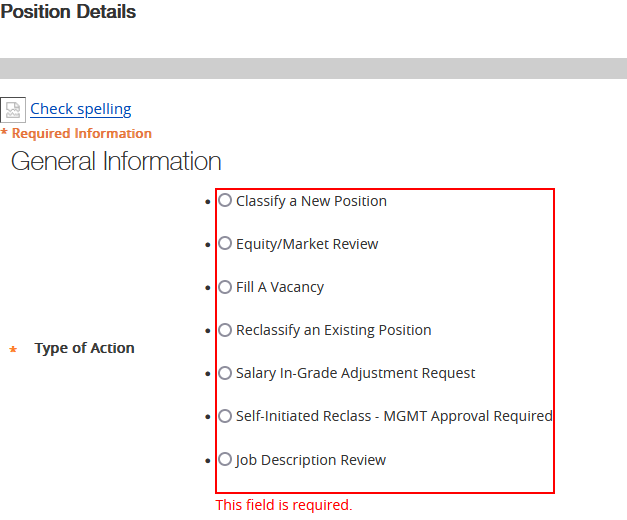 Position Details
Check spelling
* Required Information
General Information
Classify a New Position
Equity/Market Review
Fill A Vacancy
Reclassify an Existing Position
* Type of Action
Salary In-Grade Adjustment Request
Self-Initiated Reclass - MGMT Approval Required
Job Description Review
This field is required.